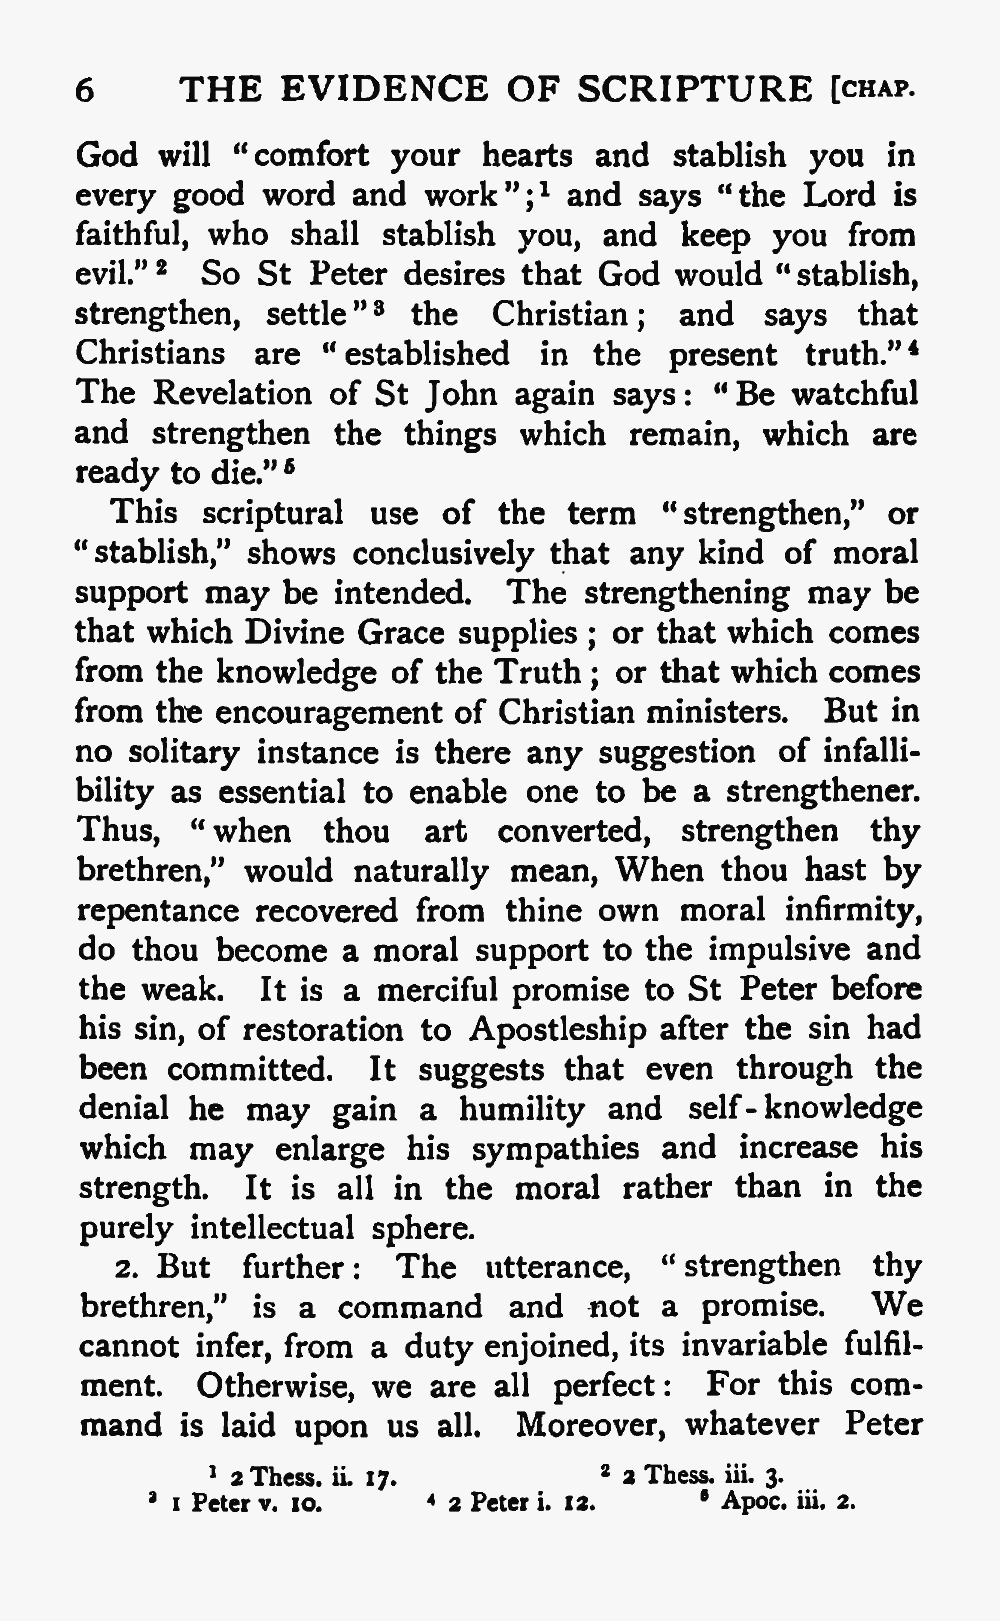 6 THE EVIDENCE OF SCRIPTURE [CHAP.
God will “comfort your hearts and stablish you in
every good word and work”;¹ and says “the Lord is
faithful, who shall stablish you, and keep you from
evil.”² So St Peter desires that God would “stablish,
strengthen, settle”³ the Christian; and says that
Christians are “established in the present truth.”⁴
The Revelation of St John again says: “Be watchful
and strengthen the things which remain, which are
ready to die.”⁵
This scriptural use of the term “strengthen,” or
“stablish,” shows conclusively that any kind of moral
support may be intended. The strengthening may be
that which Divine Grace supplies; or that which comes
from the knowledge of the Truth; or that which comes
from the encouragement of Christian ministers. But in
no solitary instance is there any suggestion of infalli-
bility as essential to enable one to be a strengthener.
Thus, “when thou art converted, strengthen thy
brethren,” would naturally mean, When thou hast by
repentance recovered from thine own moral infirmity,
do thou become a moral support to the impulsive and
the weak. It is a merciful promise to St Peter before
his sin, of restoration to Apostleship after the sin had
been committed. It suggests that even through the
denial he may gain a humility and self-knowledge
which may enlarge his sympathies and increase his
strength. It is all in the moral rather than in the
purely intellectual sphere.
2. But further: The utterance, “strengthen thy
brethren,” is a command and not a promise. We
cannot infer, from a duty enjoined, its invariable fulfil-
ment. Otherwise, we are all perfect: For this com-
mand is laid upon us all. Moreover, whatever Peter
¹ 2 Thess. ii. 17. ² 2 Thess. iii. 3.
³ 1 Peter v. 10. ⁴ 2 Peter i. 12. ⁵ Apoc. iii. 2.